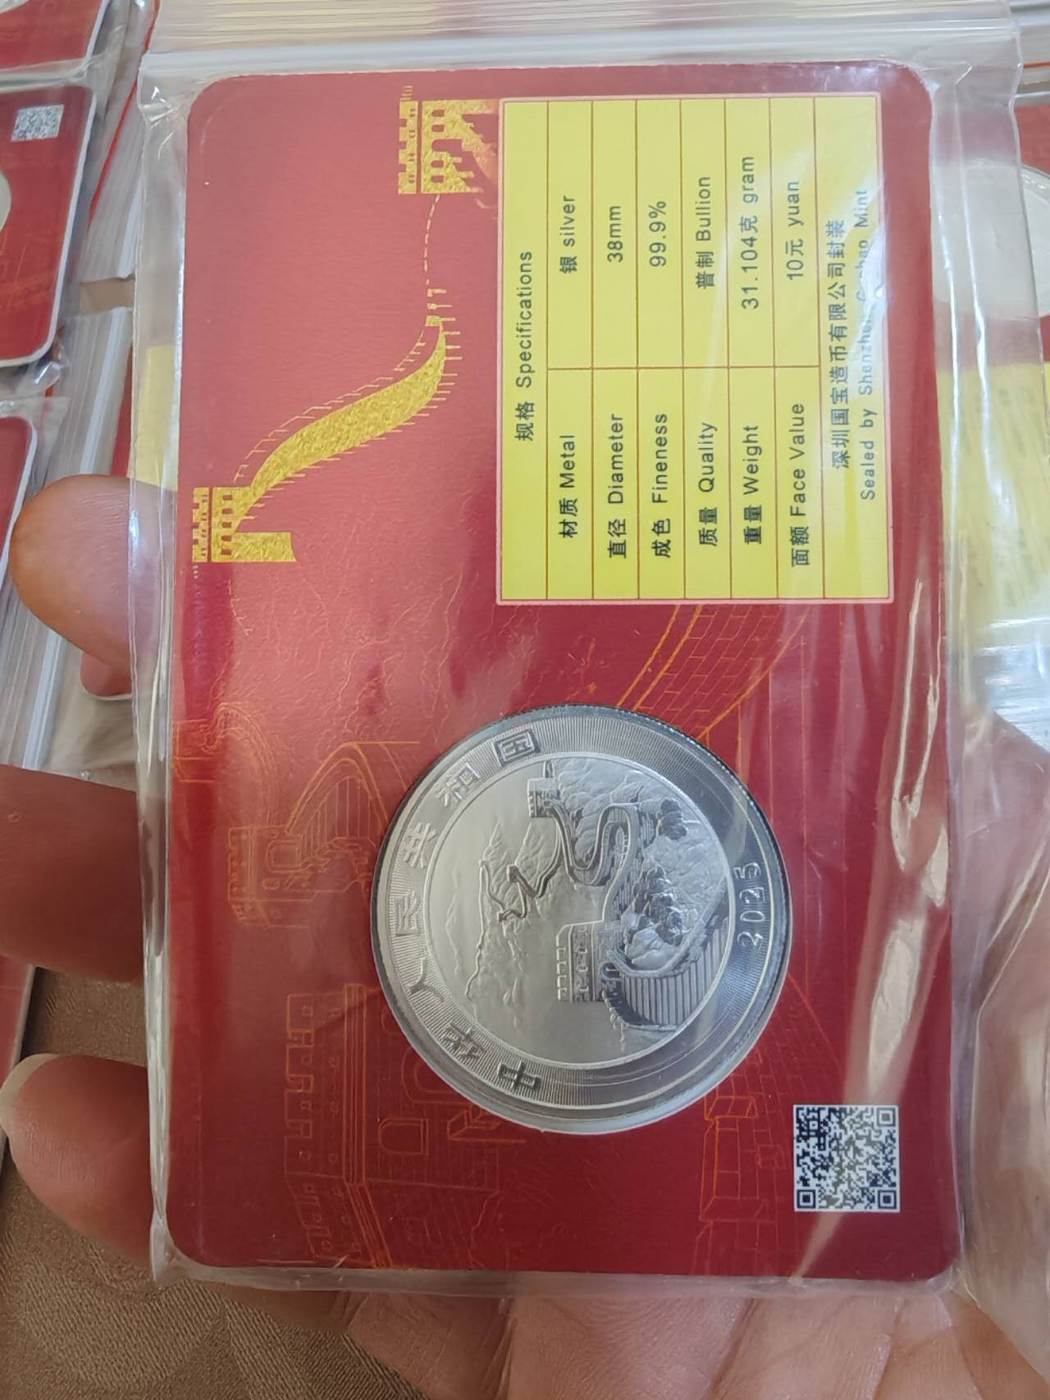 规格 Specifications
材质 Metal 银 silver
直径 Diameter 38mm
成色 Fineness 99.9%
质量 Quality 普制 Bullion
重量 Weight 31.104克 gram
面额 Face Value 10元 yuan
深圳国宝造币有限公司封装
Sealed by Shenzhen Guobao Mint
中华人民共和国
2025